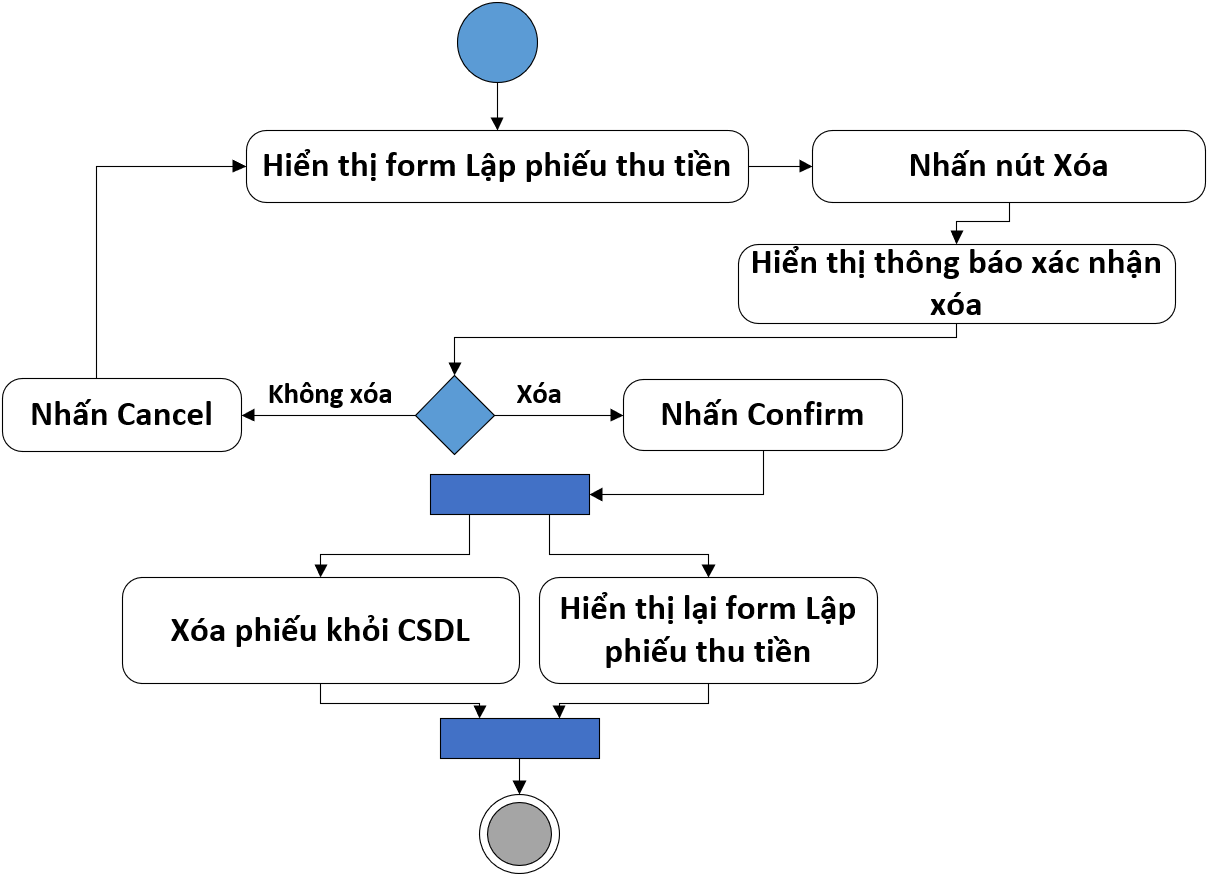 Hiển thị form Lập phiếu thu tiền
Nhấn nút Xóa
Hiển thị thông báo xác nhận
xóa
Không xóa
Xóa
Nhấn Cancel
Nhấn Confirm
Xóa phiếu khỏi CSDL
Hiển thị lại form Lập
phiếu thu tiền